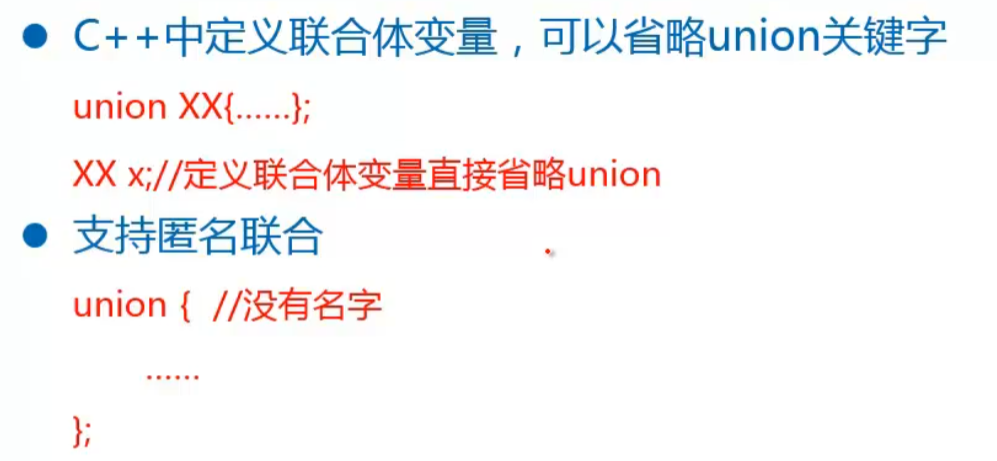 ● C++中定义联合体变量，可以省略union关键字
union XX{......};
XX x;//定义联合体变量直接省略union
● 支持匿名联合
union {  //没有名字
......
};